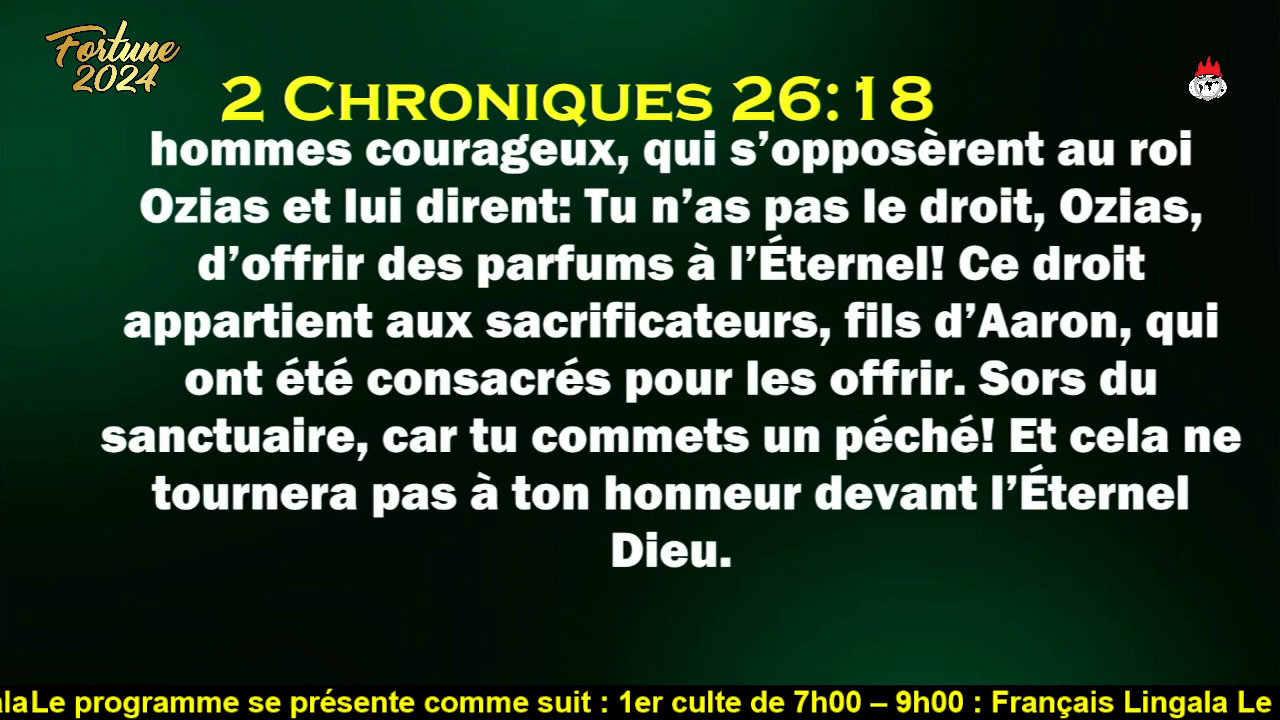 Fortune
2024
2 CHRONIQUES 26:18
hommes courageux, qui s’opposèrent au roi
Ozias et lui dirent: Tu n’as pas le droit, Ozias,
d’offrir des parfums à l’Éternel! Ce droit
appartient aux sacrificateurs, fils d’Aaron, qui
ont été consacrés pour les offrir. Sors du
sanctuaire, car tu commets un péché! Et cela ne
tournera pas à ton honneur devant l’Éternel
Dieu.
alaLe programme se présente comme suit : 1er culte de 7h00 – 9h00 : Français Lingala Le